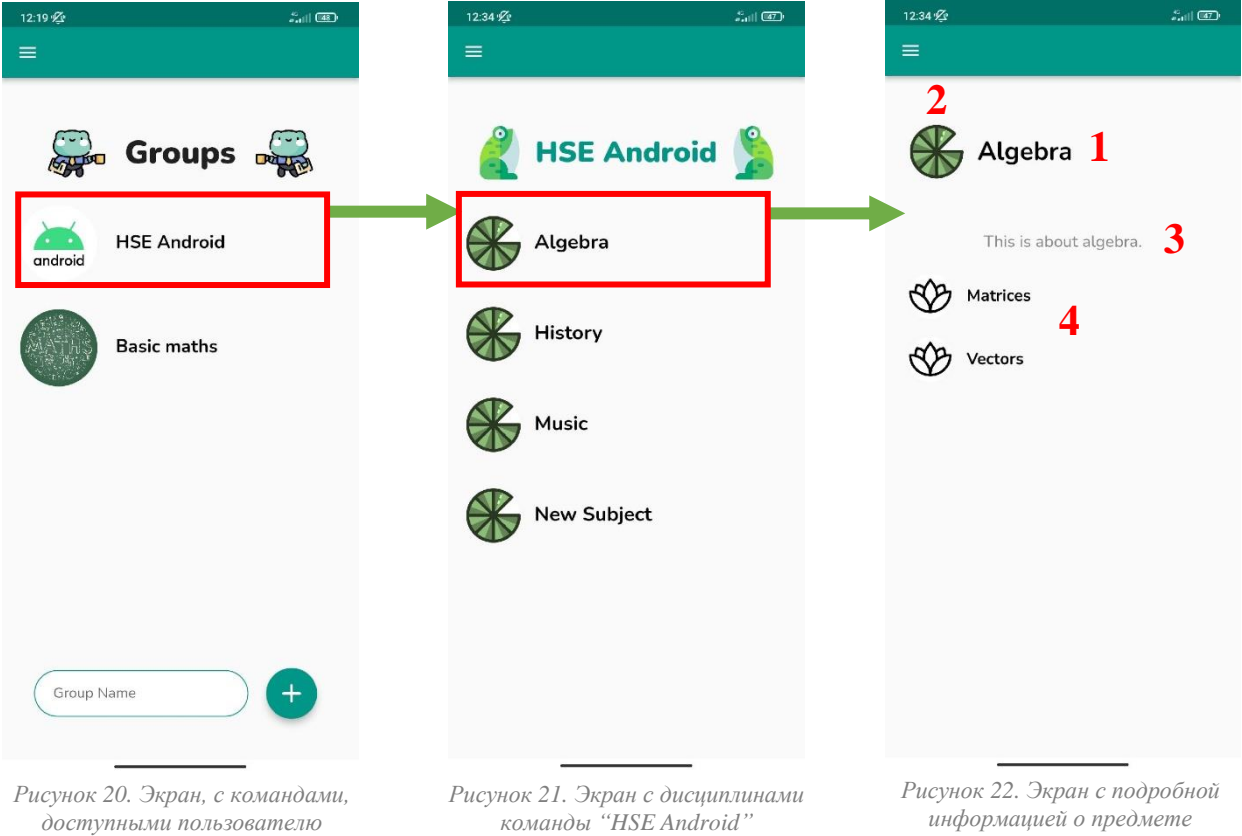 12:19
48
Groups
android
HSE Android
MATHS
Basic maths
Group Name
+
Рисунок 20. Экран, с командами,
доступными пользователю
12:34
47
HSE Android
Algebra
History
Music
New Subject
Рисунок 21. Экран с дисциплинами
команды “HSE Android”
12:34
47
2
Algebra 1
This is about algebra. 3
Matrices
4
Vectors
Рисунок 22. Экран с подробной
информацией о предмете